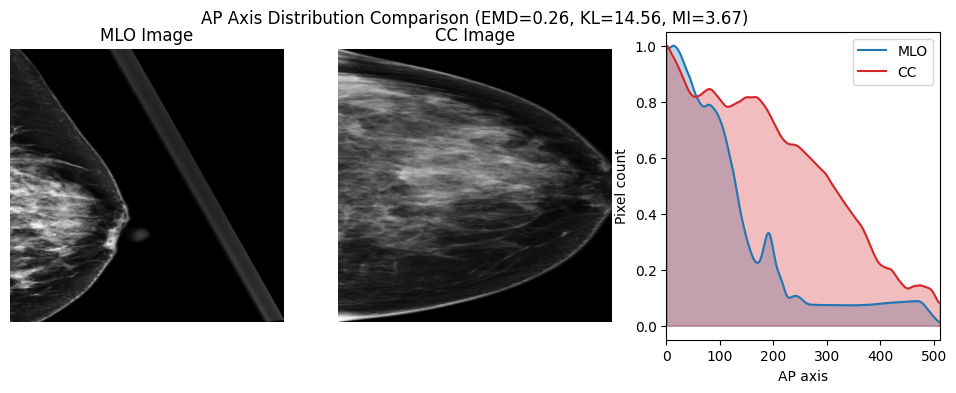 AP Axis Distribution Comparison (EMD=0.26, KL=14.56, MI=3.67)
MLO Image
CC Image
MLO
CC
Pixel count
1.0
0.8
0.6
0.4
0.2
0.0
0 100 200 300 400 500
AP axis